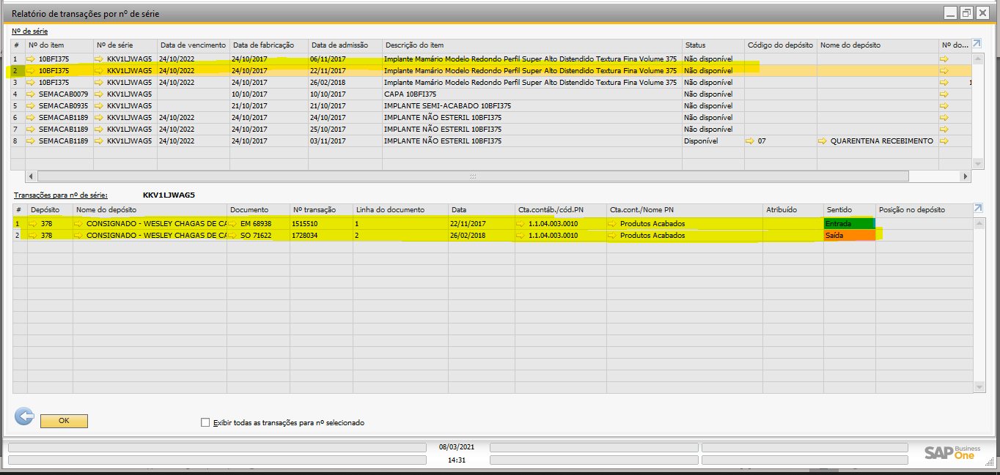 Relatório de transações por nº de série
Nº de série
# Nº do item Nº de série Data de vencimento Data de fabricação Data de admissão Descrição do item Status Código do depósito Nome do depósito Nº do...
1 10BFI375 KKV1LJWAG5 24/10/2022 24/10/2017 06/11/2017 Implante Mamário Modelo Redondo Perfil Super Alto Distendido Textura Fina Volume 375 Não disponível
2 10BFI375 KKV1LJWAG5 24/10/2022 24/10/2017 22/11/2017 Implante Mamário Modelo Redondo Perfil Super Alto Distendido Textura Fina Volume 375 Não disponível
3 10BFI375 KKV1LJWAG5 24/10/2022 24/10/2017 26/02/2018 Implante Mamário Modelo Redondo Perfil Super Alto Distendido Textura Fina Volume 375 Não disponível 1
4 SEMACAB0079 KKV1LJWAG5 10/10/2017 10/10/2017 CAPA 10BFI375 Não disponível
5 SEMACAB0935 KKV1LJWAG5 21/10/2017 21/10/2017 IMPLANTE SEMI-ACABADO 10BFI375 Não disponível
6 SEMACAB1189 KKV1LJWAG5 24/10/2022 24/10/2017 24/10/2017 IMPLANTE NÃO ESTERIL 10BFI375 Não disponível
7 SEMACAB1189 KKV1LJWAG5 24/10/2022 24/10/2017 25/10/2017 IMPLANTE NÃO ESTERIL 10BFI375 Não disponível
8 SEMACAB1189 KKV1LJWAG5 24/10/2022 24/10/2017 03/11/2017 IMPLANTE NÃO ESTERIL 10BFI375 Disponível 07 QUARENTENA RECEBIMENTO
Transações para nº de série: KKV1LJWAG5
# Depósito Nome do depósito Documento Nº transação Linha do documento Data Cta.contáb./cód.PN Cta.cont./Nome PN Atribuído Sentido Posição no depósito
1 378 CONSIGNADO - WESLEY CHAGAS DE CA EM 68938 1515510 1 22/11/2017 1.1.04.003.0010 Produtos Acabados Entrada
2 378 CONSIGNADO - WESLEY CHAGAS DE CA SO 71622 1728034 2 26/02/2018 1.1.04.003.0010 Produtos Acabados Saída
OK
Exibir todas as transações para nº selecionado
08/03/2021
14:31
SAP Business One